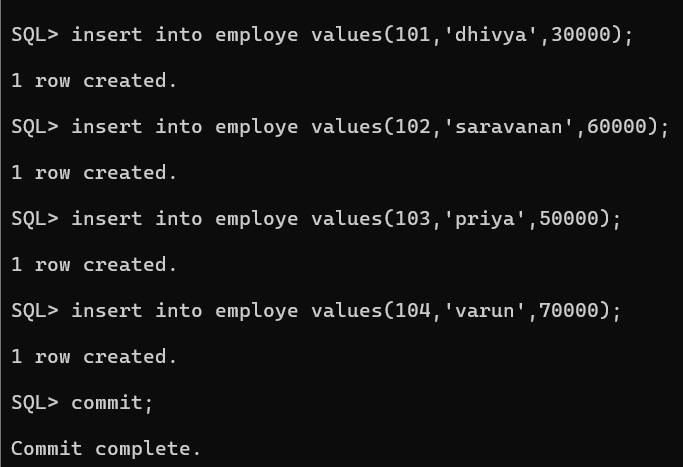 SQL> insert into employe values(101,'dhivya',30000);
1 row created.
SQL> insert into employe values(102,'saravanan',60000);
1 row created.
SQL> insert into employe values(103,'priya',50000);
1 row created.
SQL> insert into employe values(104,'varun',70000);
1 row created.
SQL> commit;
Commit complete.